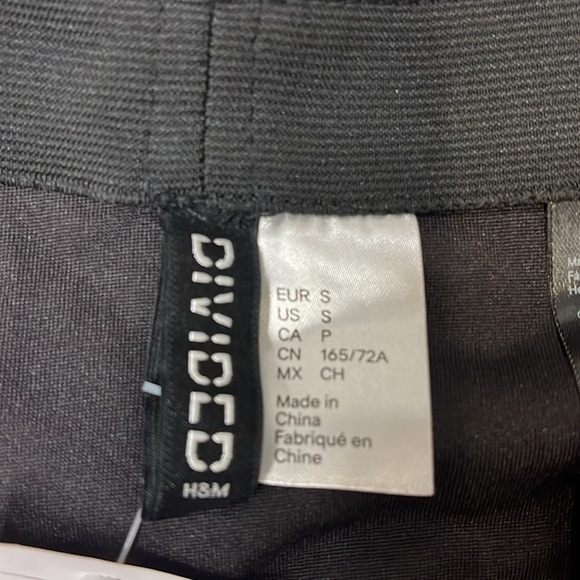 DIVIDED
H&M
EUR S
US S
CA P
CN 165/72A
MX CH
Made in
China
Fabriqué en
Chine